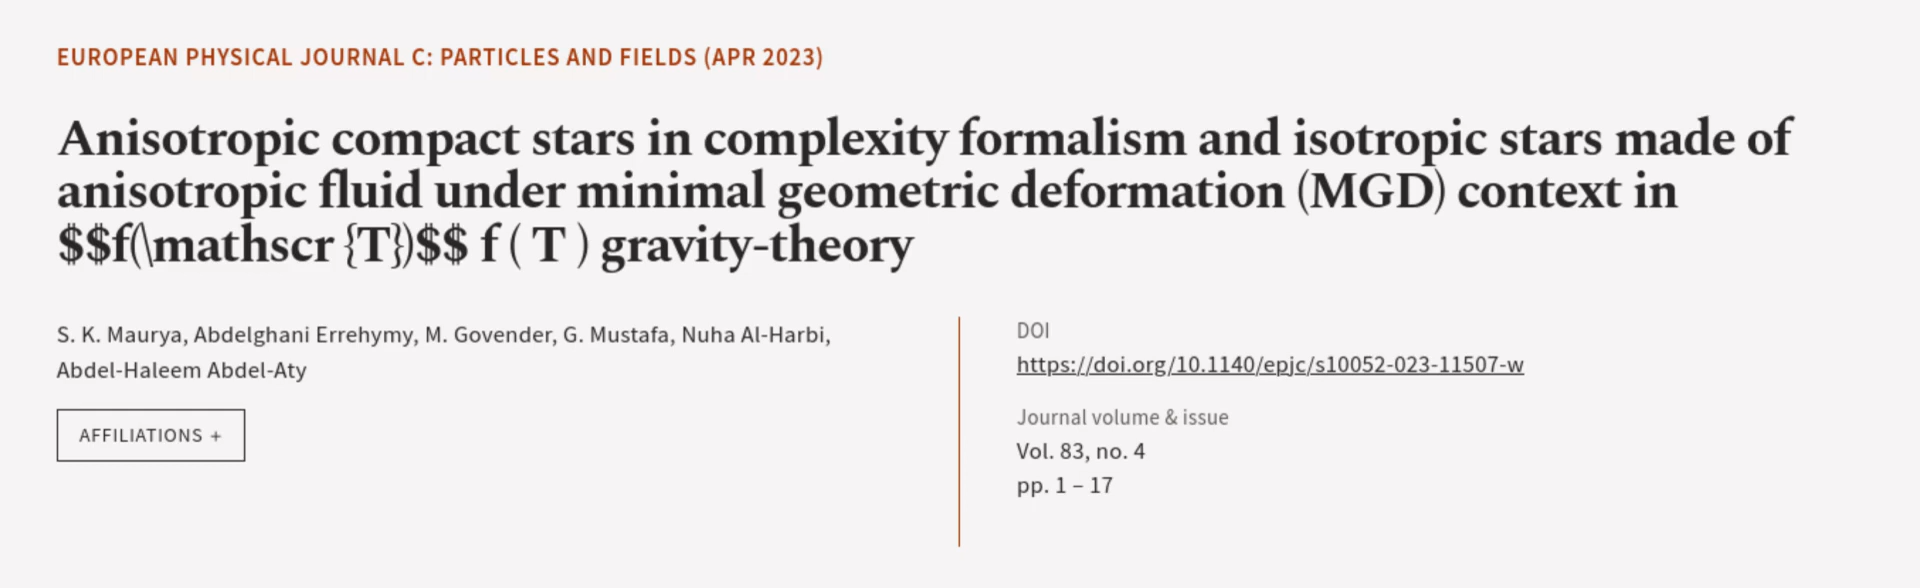 EUROPEAN PHYSICAL JOURNAL C: PARTICLES AND FIELDS (APR 2023)
Anisotropic compact stars in complexity formalism and isotropic stars made of
anisotropic fluid under minimal geometric deformation (MGD) context in
$$f(\mathscr {T})$$ f ( T ) gravity-theory
S. K. Maurya, Abdelghani Errehymy, M. Govender, G. Mustafa, Nuha Al-Harbi,
Abdel-Haleem Abdel-Aty
AFFILIATIONS +
DOI
https://doi.org/10.1140/epjc/s10052-023-11507-w
Journal volume & issue
Vol. 83, no. 4
pp. 1 – 17